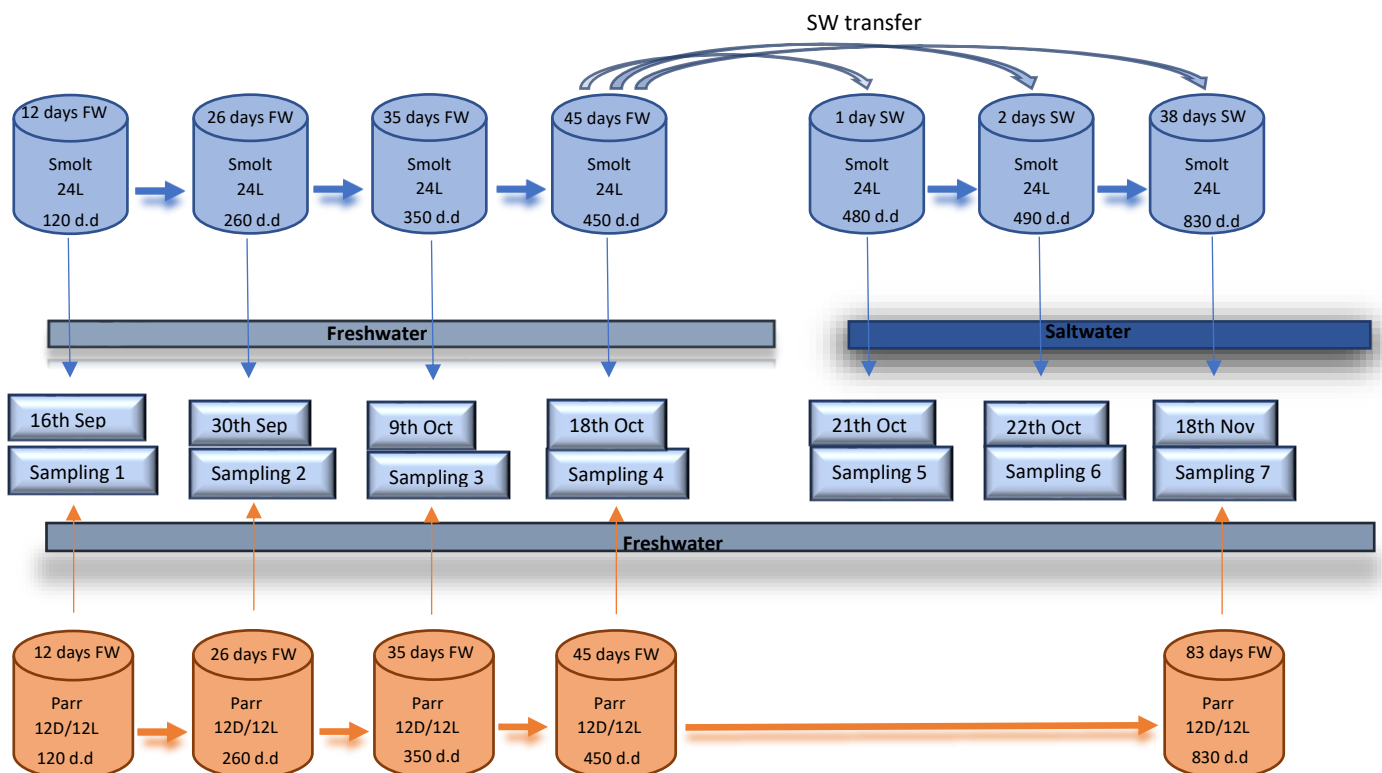 SW transfer
12 days FW
Smolt
24L
120 d.d
26 days FW
Smolt
24L
260 d.d
35 days FW
Smolt
24L
350 d.d
45 days FW
Smolt
24L
450 d.d
1 day SW
Smolt
24L
480 d.d
2 days SW
Smolt
24L
490 d.d
38 days SW
Smolt
24L
830 d.d
Freshwater
Saltwater
16th Sep
Sampling 1
30th Sep
Sampling 2
9th Oct
Sampling 3
18th Oct
Sampling 4
21th Oct
Sampling 5
22th Oct
Sampling 6
18th Nov
Sampling 7
Freshwater
12 days FW
Parr
12D/12L
120 d.d
26 days FW
Parr
12D/12L
260 d.d
35 days FW
Parr
12D/12L
350 d.d
45 days FW
Parr
12D/12L
450 d.d
83 days FW
Parr
12D/12L
830 d.d